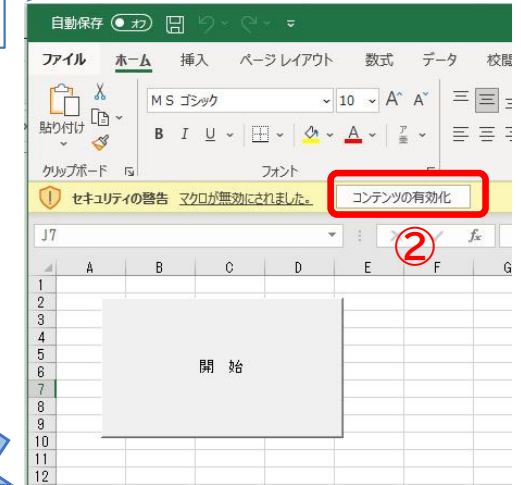 自動保存 オフ
ファイル ホーム 挿入 ページ レイアウト 数式 データ 校閲
貼り付け
MS ゴシック 10 A A
B I U A
クリップボード フォント
セキュリティの警告 マクロが無効にされました。 コンテンツの有効化
J7 fx
②
A B C D E F G
1
2
3
4
5
6
7
8
9
10
11
12
開 始